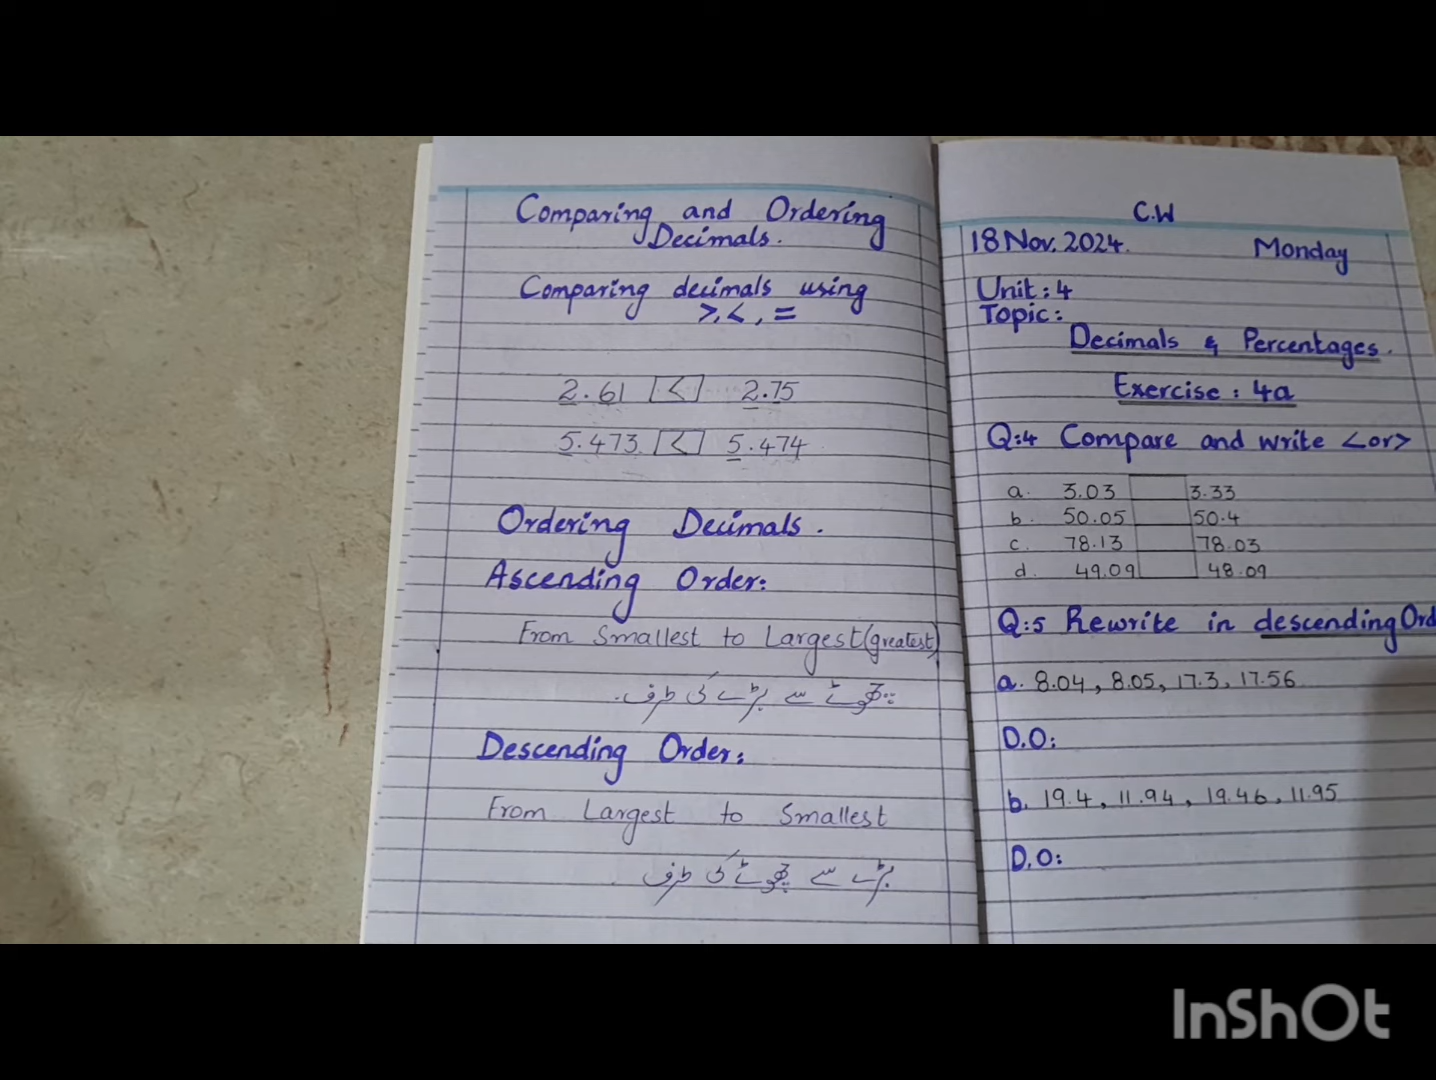 Comparing and Ordering
Decimals.
Comparing decimals using
>, <, =
2.61 < 2.75
5.473 < 5.474
Ordering Decimals.
Ascending Order:
From Smallest to Largest (greatest)
چھوٹے سے بڑے کی طرف
Descending Order:
From Largest to Smallest
بڑے سے چھوٹے کی طرف
C.W
18 Nov. 2024. Monday
Unit: 4
Topic:
Decimals & Percentages.
Exercise: 4a
Q:4 Compare and write < or >
a. 3.03 3.33
b. 50.05 50.4
c. 78.13 78.03
d. 49.09 48.09
Q:5 Rewrite in descending Ord
a. 8.04, 8.05, 17.3, 17.56
D.O:
b. 19.4, 11.94, 19.46, 11.95
D.O:
InShOt